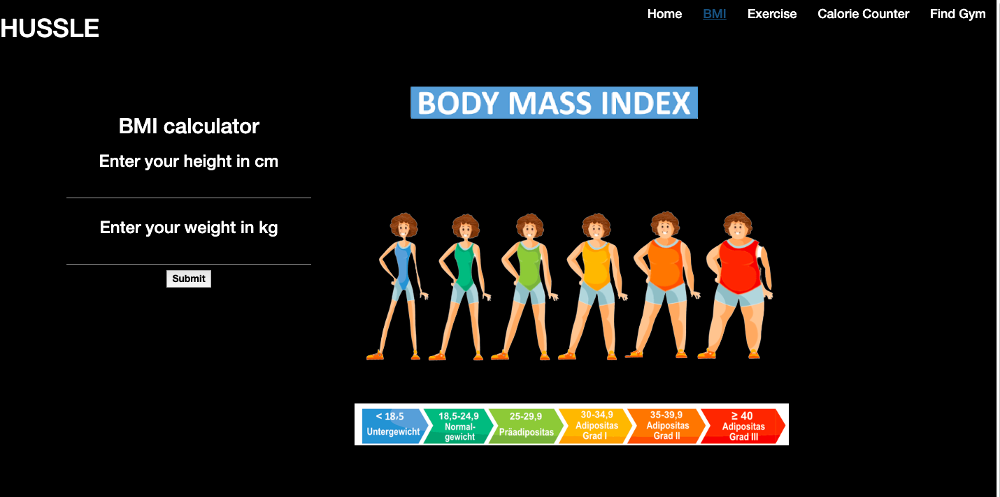 HUSSLE
Home BMI Exercise Calorie Counter Find Gym
BODY MASS INDEX
BMI calculator
Enter your height in cm
Enter your weight in kg
Submit
< 18,5
Untergewicht
18,5-24,9
Normal-
gewicht
25-29,9
Präadipositas
30-34,9
Adipositas
Grad I
35-39,9
Adipositas
Grad II
≥ 40
Adipositas
Grad III